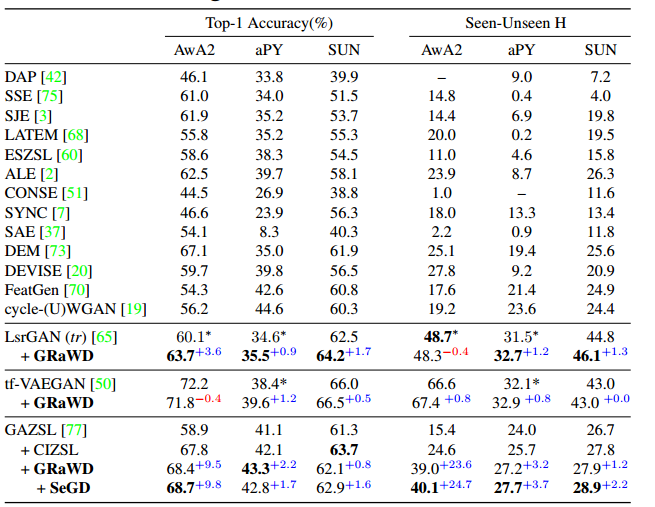 Top-1 Accuracy(%) Seen-Unseen H
AwA2 aPY SUN AwA2 aPY SUN
DAP [42] 46.1 33.8 39.9 – 9.0 7.2
SSE [75] 61.0 34.0 51.5 14.8 0.4 4.0
SJE [3] 61.9 35.2 53.7 14.4 6.9 19.8
LATEM [68] 55.8 35.2 55.3 20.0 0.2 19.5
ESZSL [60] 58.6 38.3 54.5 11.0 4.6 15.8
ALE [2] 62.5 39.7 58.1 23.9 8.7 26.3
CONSE [51] 44.5 26.9 38.8 1.0 – 11.6
SYNC [7] 46.6 23.9 56.3 18.0 13.3 13.4
SAE [37] 54.1 8.3 40.3 2.2 0.9 11.8
DEM [73] 67.1 35.0 61.9 25.1 19.4 25.6
DEVISE [20] 59.7 39.8 56.5 27.8 9.2 20.9
FeatGen [70] 54.3 42.6 60.8 17.6 21.4 24.9
cycle-(U)WGAN [19] 56.2 44.6 60.3 19.2 23.6 24.4
LsrGAN (tr) [65] 60.1* 34.6* 62.5 48.7* 31.5* 44.8
+ GRaWD 63.7+3.6 35.5+0.9 64.2+1.7 48.3−0.4 32.7+1.2 46.1+1.3
tf-VAEGAN [50] 72.2 38.4* 66.0 66.6 32.1* 43.0
+ GRaWD 71.8−0.4 39.6+1.2 66.5+0.5 67.4 +0.8 32.9 +0.8 43.0 +0.0
GAZSL [77] 58.9 41.1 61.3 15.4 24.0 26.7
+ CIZSL 67.8 42.1 63.7 24.6 25.7 27.8
+ GRaWD 68.4+9.5 43.3+2.2 62.1+0.8 39.0+23.6 27.2+3.2 27.9+1.2
+ SeGD 68.7+9.8 42.8+1.7 62.9+1.6 40.1+24.7 27.7+3.7 28.9+2.2